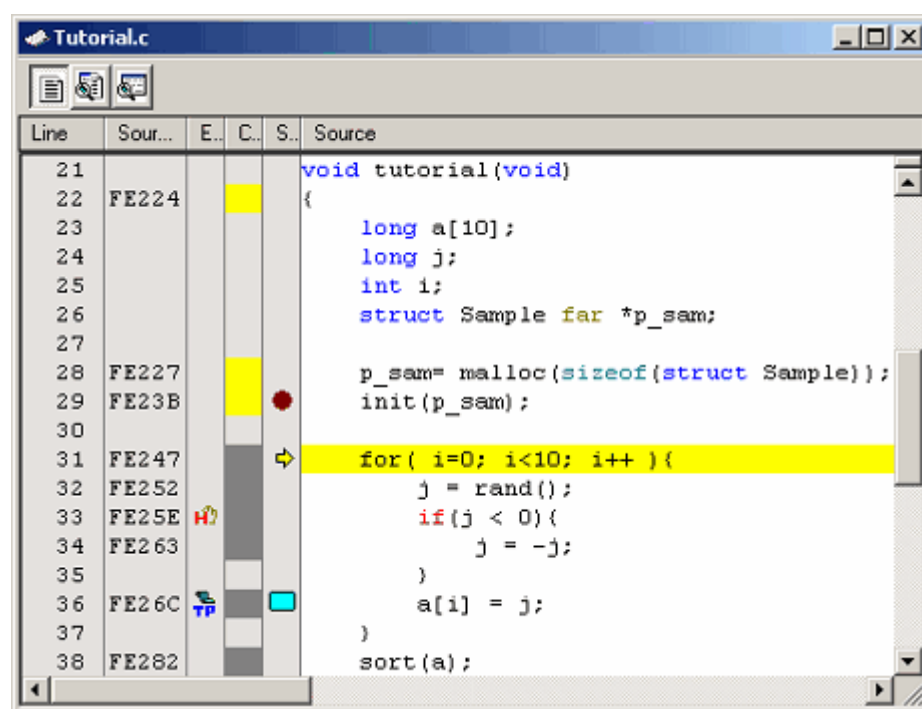 Tutorial.c
Line Sour... E.. C.. S.. Source
21 void tutorial(void)
22 FE224 {
23 long a[10];
24 long j;
25 int i;
26 struct Sample far *p_sam;
27
28 FE227 p_sam= malloc(sizeof(struct Sample));
29 FE23B init(p_sam);
30
31 FE247 for( i=0; i<10; i++ ){
32 FE252 j = rand();
33 FE25E H if(j < 0){
34 FE263 j = -j;
35 }
36 FE26C TP a[i] = j;
37 }
38 FE282 sort(a);